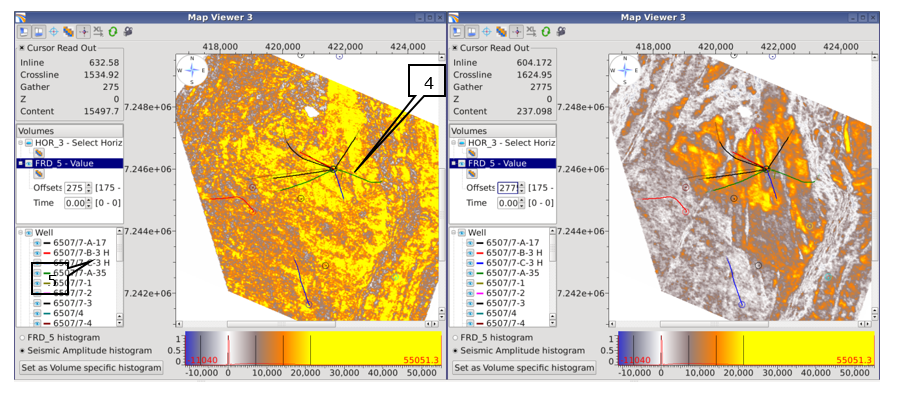 Map Viewer 3
Cursor Read Out
Inline 632.58
Crossline 1534.92
Gather 275
Z 0
Content 15497.7
Volumes
HOR_3 - Select Horiz
FRD_5 - Value
Offsets 275 [175 -
Time 0.00 [0 - 0]
Well
6507/7-A-17
6507/7-B-3 H
6507/7-C-3 H
6507/7-A-35
6507/7-1
6507/7-2
6507/7-3
6507/4
6507/7-4
FRD_5 histogram
Seismic Amplitude histogram
Set as Volume specific histogram
418,000 420,000 422,000 424,000
N
W E
S
7.248e+06
7.246e+06
7.244e+06
7.242e+06
4
5
1
0.5
0
-11040 55051.3
-10,000 0 10,000 20,000 30,000 40,000 50,000
Map Viewer 3
Cursor Read Out
Inline 604.172
Crossline 1624.95
Gather 2775
Z 0
Content 237.098
Volumes
HOR_3 - Select Horiz
FRD_5 - Value
Offsets 277 [175 -
Time 0.00 [0 - 0]
Well
6507/7-A-17
6507/7-B-3 H
6507/7-C-3 H
6507/7-A-35
6507/7-1
6507/7-2
6507/7-3
6507/4
6507/7-4
FRD_5 histogram
Seismic Amplitude histogram
Set as Volume specific histogram
418,000 420,000 422,000 424,000
N
W E
S
7.248e+06
7.246e+06
7.244e+06
7.242e+06
1
0.5
0
-11040 55051.3
-10,000 0 10,000 20,000 30,000 40,000 50,000